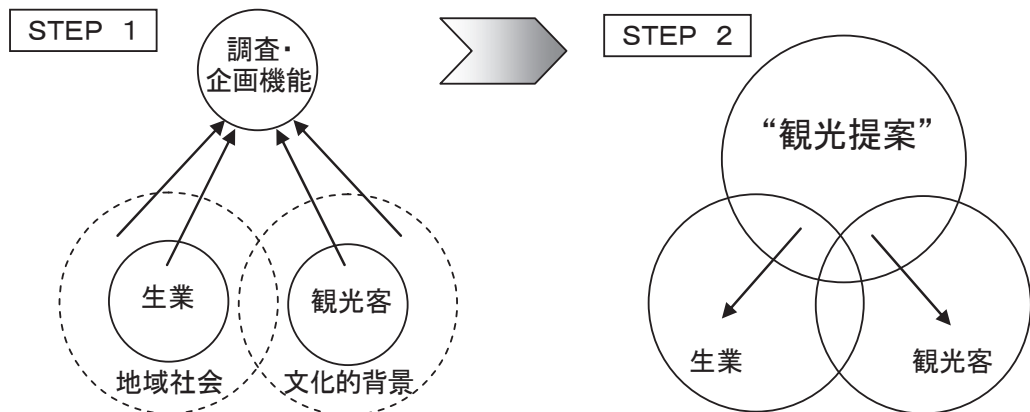 STEP 1
調査・
企画機能
生業
観光客
地域社会
文化的背景
STEP 2
“観光提案”
生業
観光客